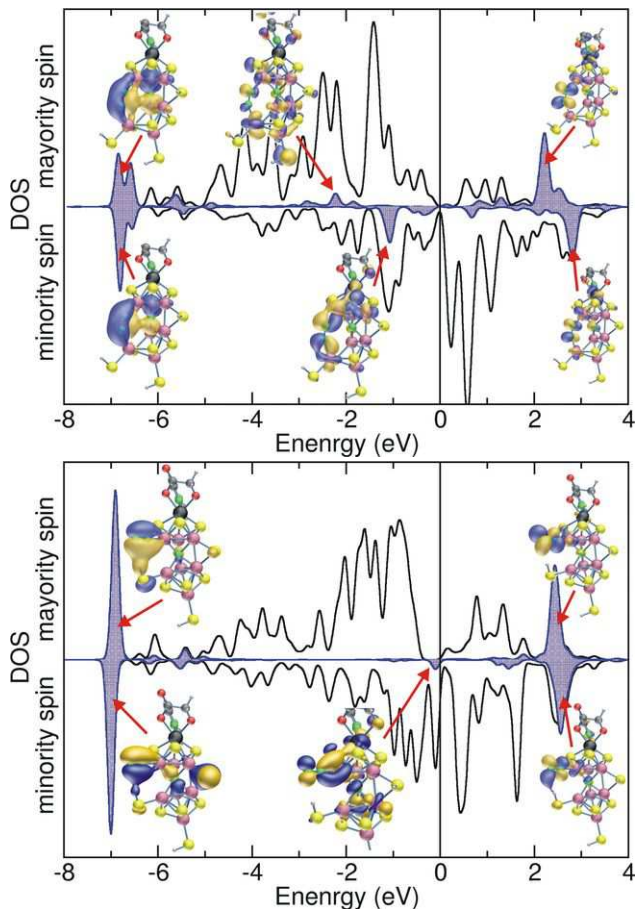 DOS
mayority spin
minority spin
-8 -6 -4 -2 0 2 4
Enenrgy (eV)
DOS
mayority spin
minority spin
-8 -6 -4 -2 0 2 4
Enenrgy (eV)